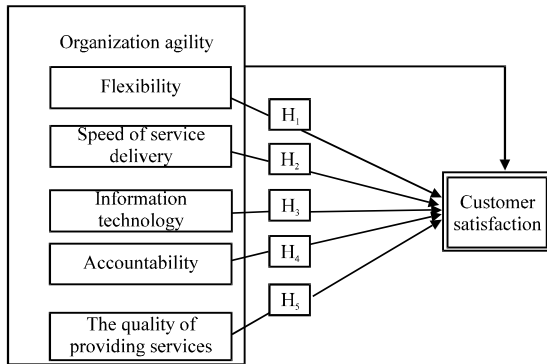 Organization agility
Flexibility
H₁
Speed of service
delivery
H₂
Information
technology
H₃
Customer
satisfaction
Accountability
H₄
The quality of
providing services
H₅